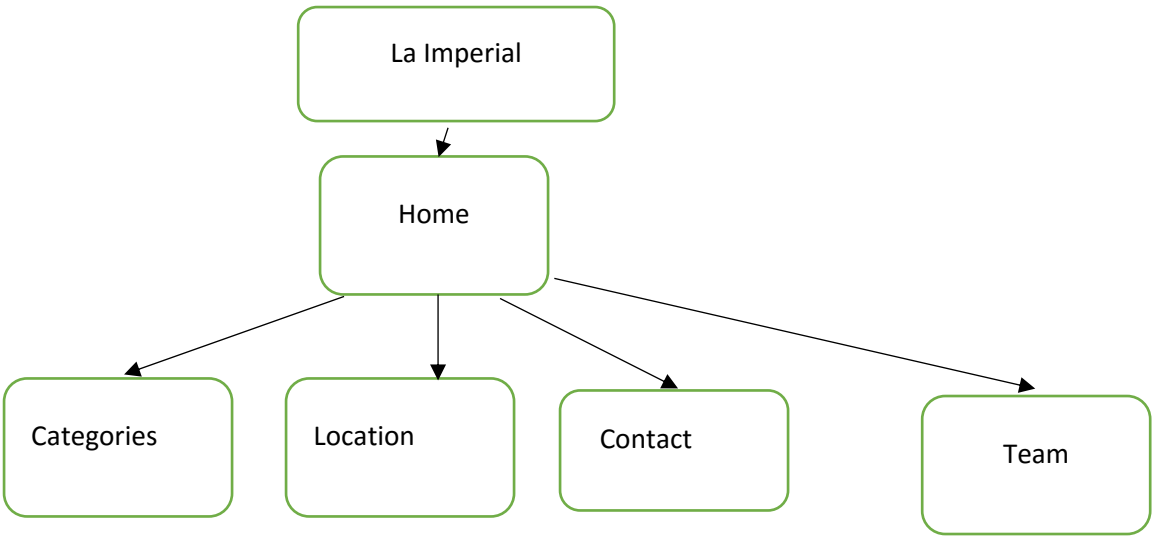 La Imperial
Home
Categories
Location
Contact
Team